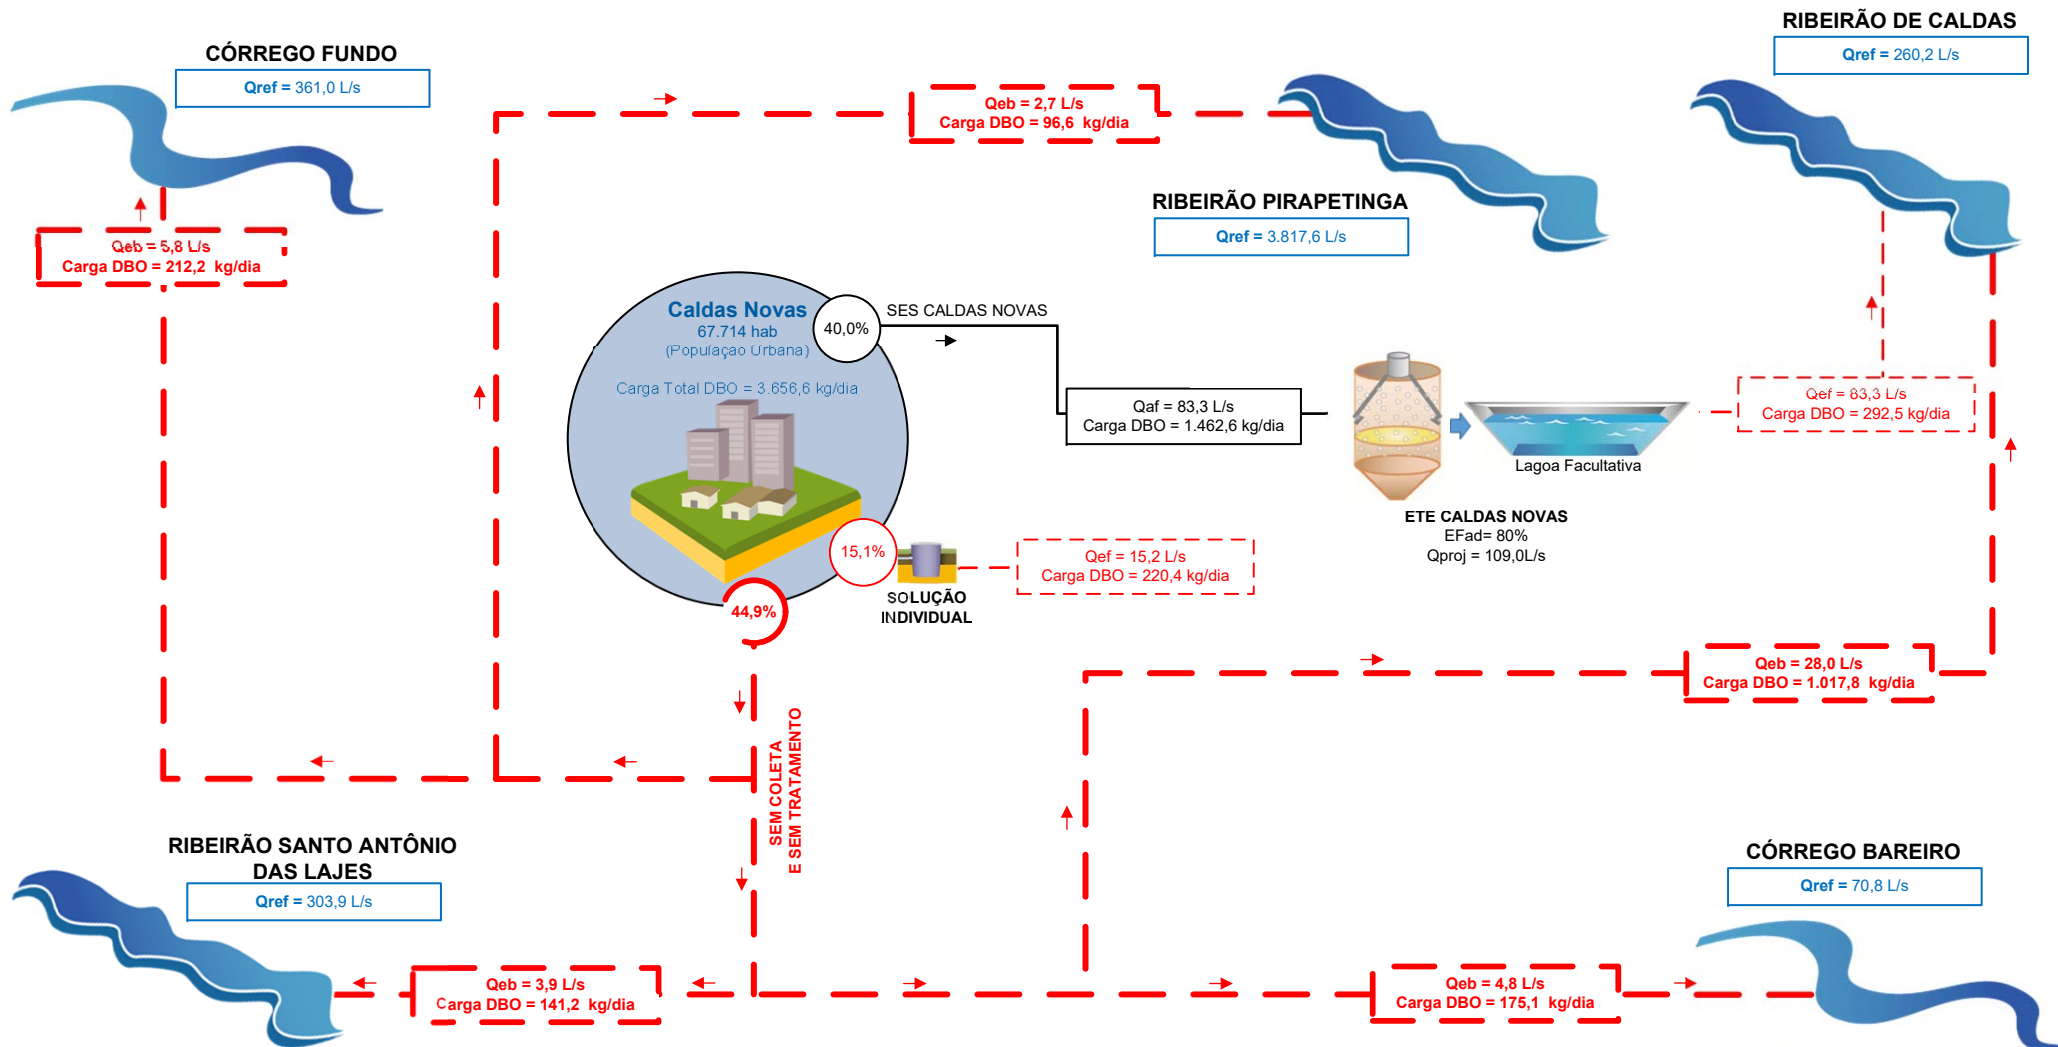 CÓRREGO FUNDO
Qref = 361,0 L/s
Qeb = 2,7 L/s
Carga DBO = 96,6 kg/dia
RIBEIRÃO DE CALDAS
Qref = 260,2 L/s
RIBEIRÃO PIRAPETINGA
Qref = 3.817,6 L/s
Qeb = 5,8 L/s
Carga DBO = 212,2 kg/dia
Caldas Novas
67.714 hab
(População Urbana)
Carga Total DBO = 3.656,6 kg/dia
40,0%
SES CALDAS NOVAS
Qaf = 83,3 L/s
Carga DBO = 1.462,6 kg/dia
Lagoa Facultativa
ETE CALDAS NOVAS
EFad= 80%
Qproj = 109,0L/s
Qef = 83,3 L/s
Carga DBO = 292,5 kg/dia
15,1%
SOLUÇÃO
INDIVIDUAL
Qef = 15,2 L/s
Carga DBO = 220,4 kg/dia
44,9%
SEM COLETA
E SEM TRATAMENTO
Qeb = 28,0 L/s
Carga DBO = 1.017,8 kg/dia
RIBEIRÃO SANTO ANTÔNIO
DAS LAJES
Qref = 303,9 L/s
Qeb = 3,9 L/s
Carga DBO = 141,2 kg/dia
CÓRREGO BAREIRO
Qref = 70,8 L/s
Qeb = 4,8 L/s
Carga DBO = 175,1 kg/dia